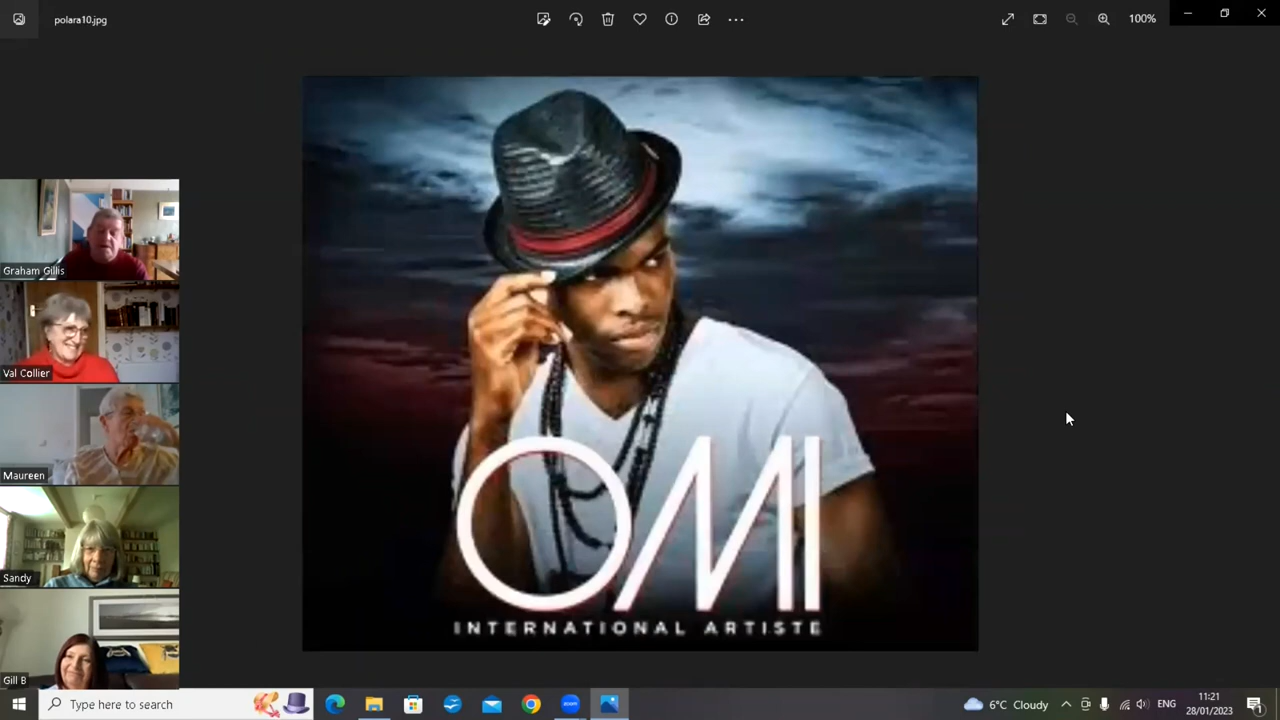 polara10.jpg
100%
Graham Gillis
Val Collier
Maureen
Sandy
Gill B
OMI
INTERNATIONAL ARTISTE
Type here to search
zoom
6°C Cloudy
ENG
11:21
28/01/2023